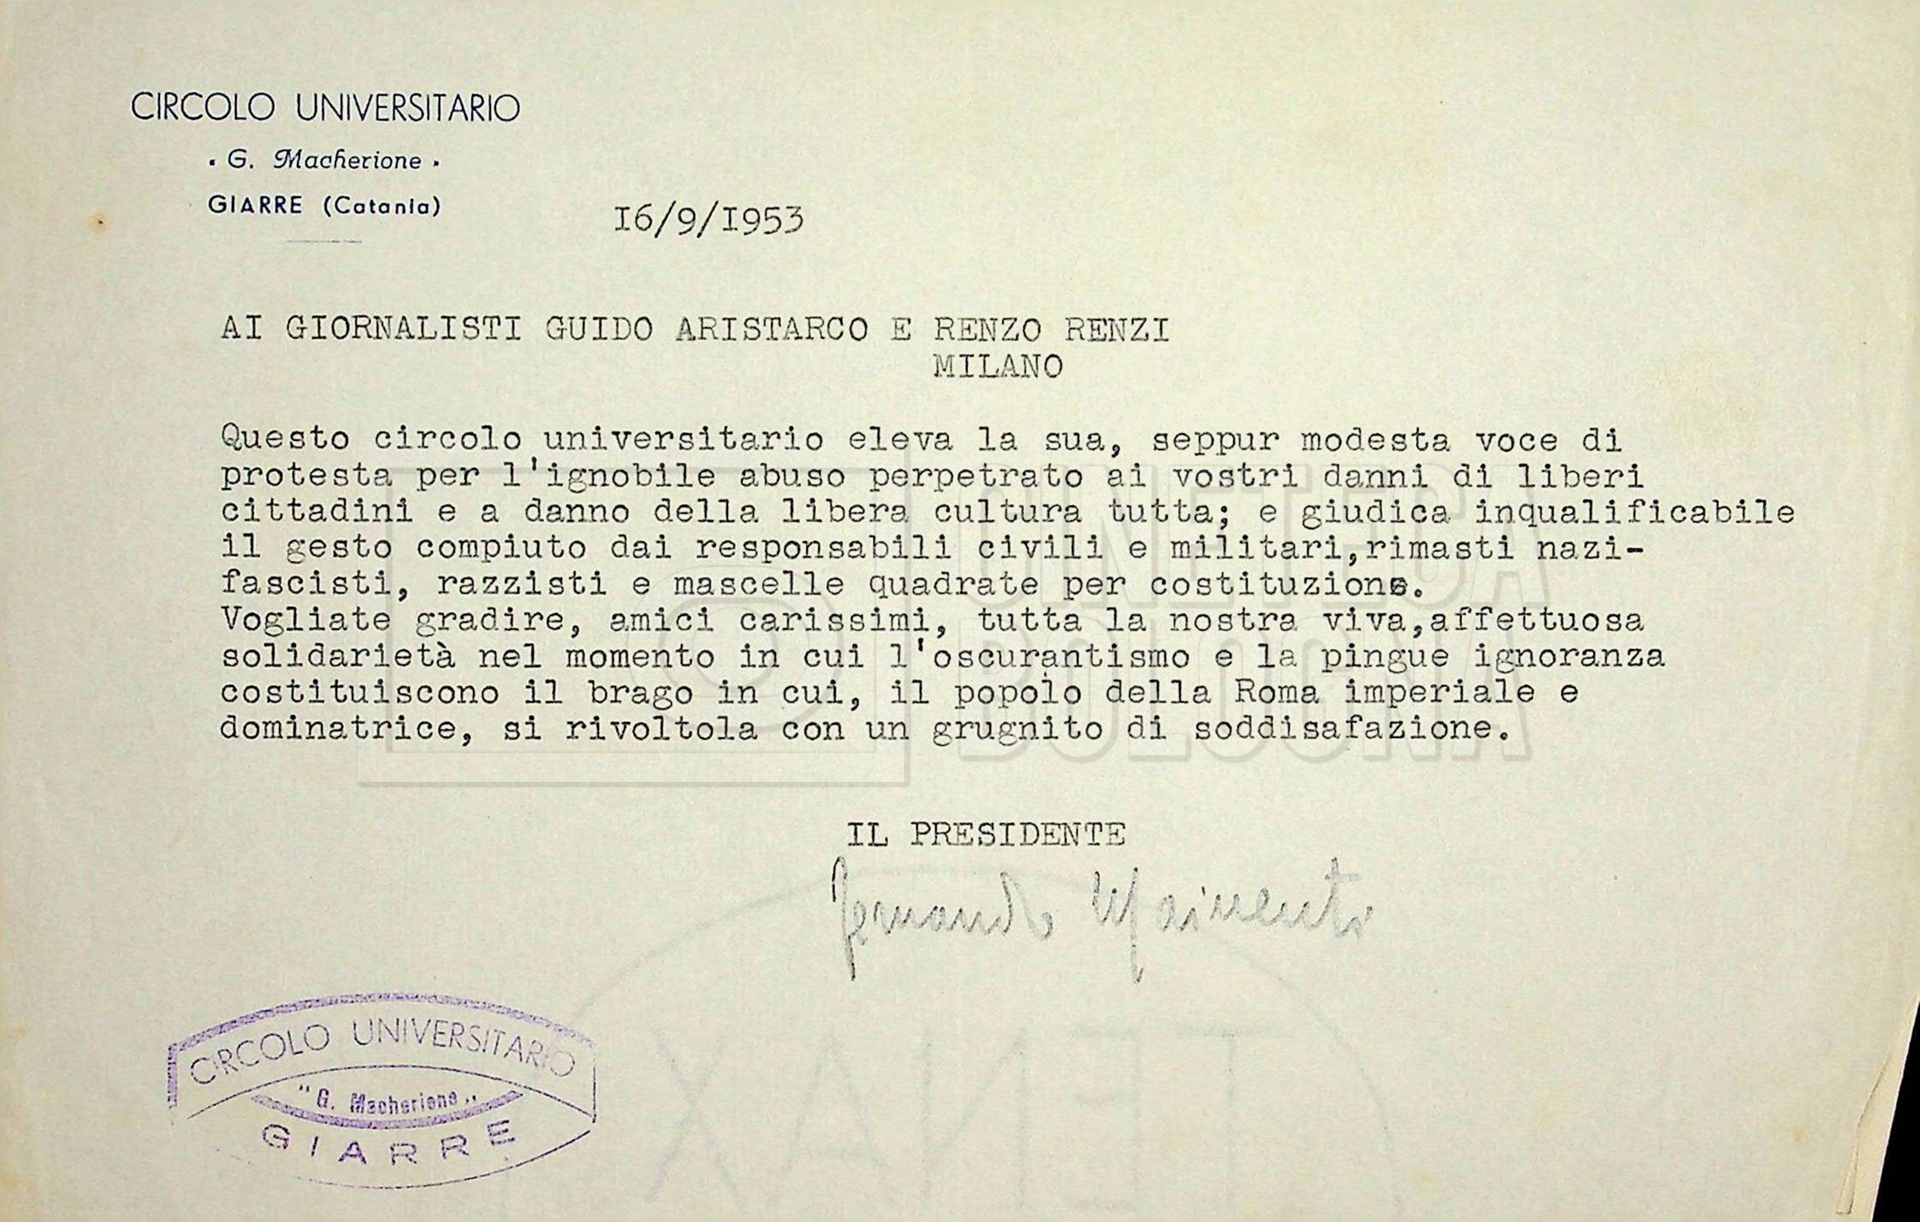 CIRCOLO UNIVERSITARIO
• G. Macherione •
GIARRE (Catania)
16/9/1953
AI GIORNALISTI GUIDO ARISTARCO E RENZO RENZI
MILANO
Questo circolo universitario eleva la sua, seppur modesta voce di
protesta per l'ignobile abuso perpetrato ai vostri danni di liberi
cittadini e a danno della libera cultura tutta; e giudica inqualificabile
il gesto compiuto dai responsabili civili e militari,rimasti nazi-
fascisti, razzisti e mascelle quadrate per costituzione.
Vogliate gradire, amici carissimi, tutta la nostra viva,affettuosa
solidarietà nel momento in cui l'oscurantismo e la pingue ignoranza
costituiscono il brago in cui, il popolo della Roma imperiale e
dominatrice, si rivoltola con un grugnito di soddisafazione.
CINETECA
BOLOGNA
IL PRESIDENTE
CIRCOLO UNIVERSITARIO
"G. Macherione"
GIARRE